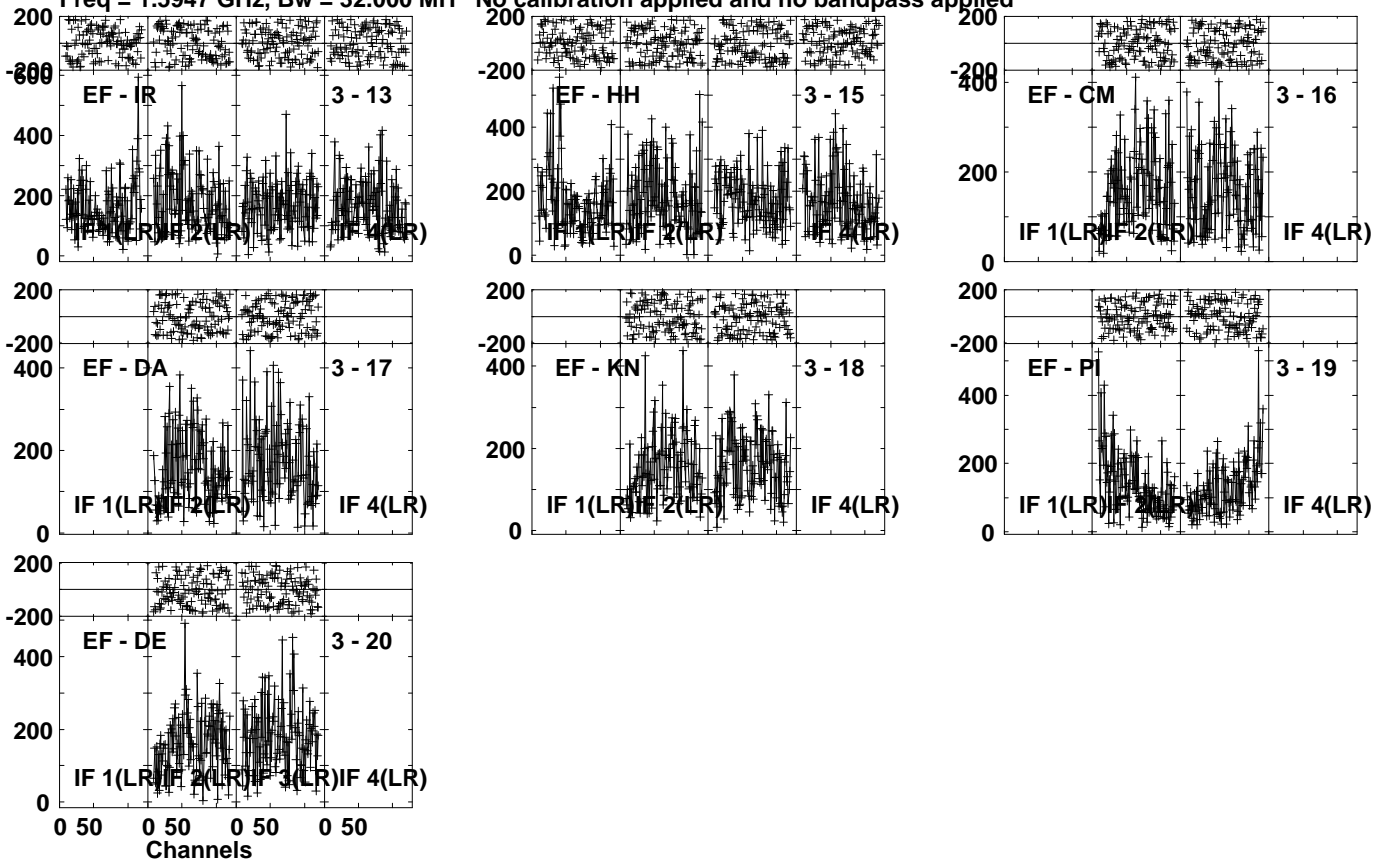 Freq = 1.5947 GHz, Bw = 32.000 MH No calibration applied and no bandpass applied
200 200 200
-200 -200 -200
600 400
EF - IR 3 - 13 EF - HH 3 - 15 EF - CM 3 - 16
400 400
200 200 200
IF 1(LR) IF 2(LR) IF 4(LR) IF 1(LR) IF 2(LR) IF 4(LR) IF 1(LR) IF 2(LR) IF 4(LR)
0 0 0
200 200 200
-200 -200 -200
EF - DA 3 - 17 EF - KN 3 - 18 EF - PI 3 - 19
400 400 400
200 200 200
IF 1(LR) IF 2(LR) IF 4(LR) IF 1(LR) IF 2(LR) IF 4(LR) IF 1(LR) IF 2(LR) IF 4(LR)
0 0 0
200
-200
EF - DE 3 - 20
400
200
IF 1(LR) IF 2(LR) IF 3(LR) IF 4(LR)
0
0 50 0 50 0 50 0 50
Channels